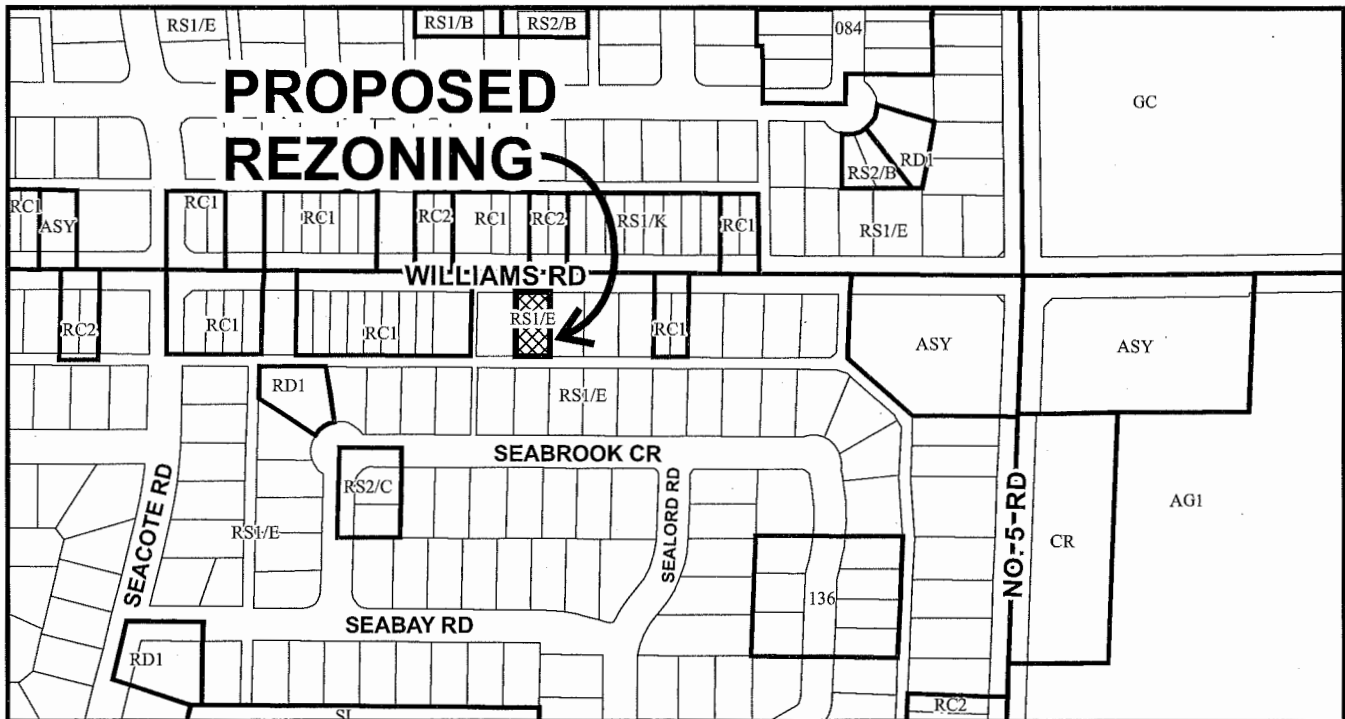 RS1/E
RS1/B
RS2/B
084
PROPOSED
REZONING
GC
RS2/B
RD1
RC1
ASY
RC1
RC1
RC2
RC1
RC2
RS1/K
RC1
RS1/E
WILLIAMS RD
RC2
RC1
RC1
RS1/E
RC1
ASY
ASY
RD1
RS1/E
SEABROOK CR
SEACOTE RD
RS2/C
SEALORD RD
NO. 5 RD
AG1
RS1/E
CR
136
SEABAY RD
RD1
RC2